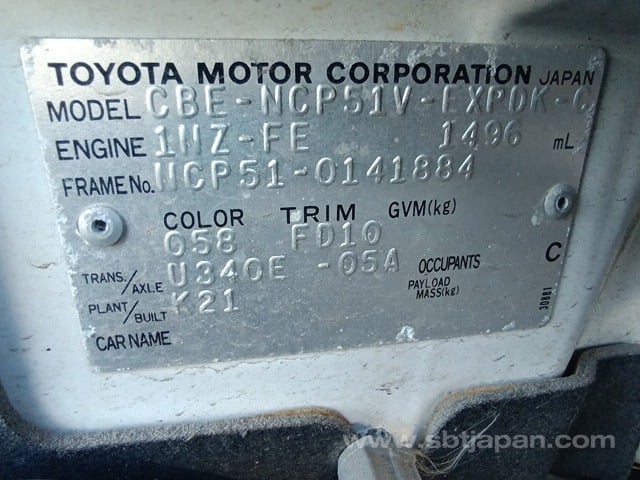 TOYOTA MOTOR CORPORATION JAPAN
MODEL CBE-NCP51V-EXPDK-C
ENGINE 1NZ-FE 1496 mL
FRAME No. NCP51-0141884
COLOR TRIM GVM(kg)
058 FD10
TRANS./AXLE U340E -05A OCCUPANTS C
PLANT/BUILT K21 PAYLOAD MASS(kg)
CAR NAME
30881
www.sbtjapan.com